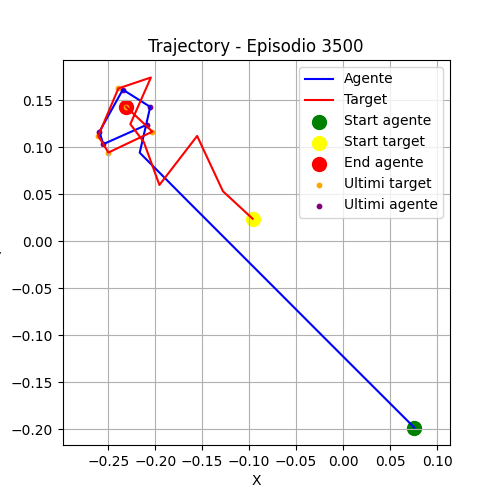 Trajectory - Episodio 3500
Agente
Target
Start agente
Start target
End agente
Ultimi target
Ultimi agente
0.15
0.10
0.05
0.00
−0.05
−0.10
−0.15
−0.20
−0.25 −0.20 −0.15 −0.10 −0.05 0.00 0.05 0.10
X